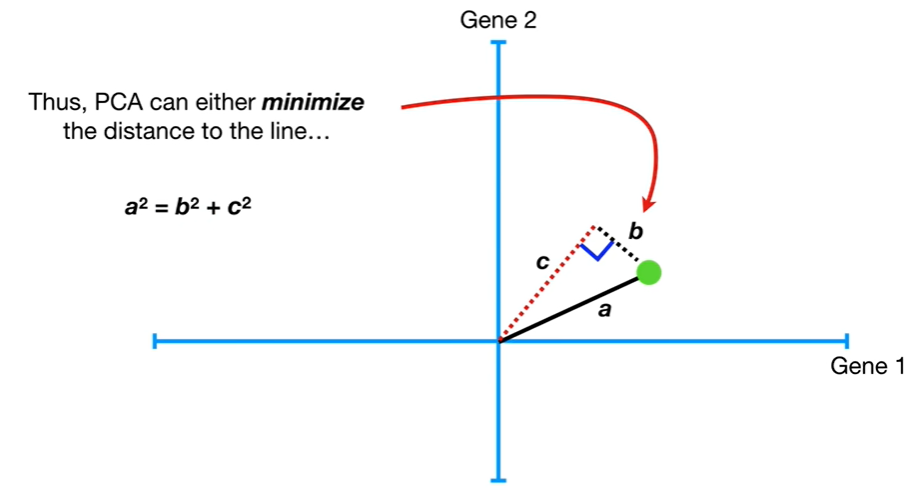 Gene 2
Thus, PCA can either minimize
the distance to the line…
a² = b² + c²
b
c
a
Gene 1